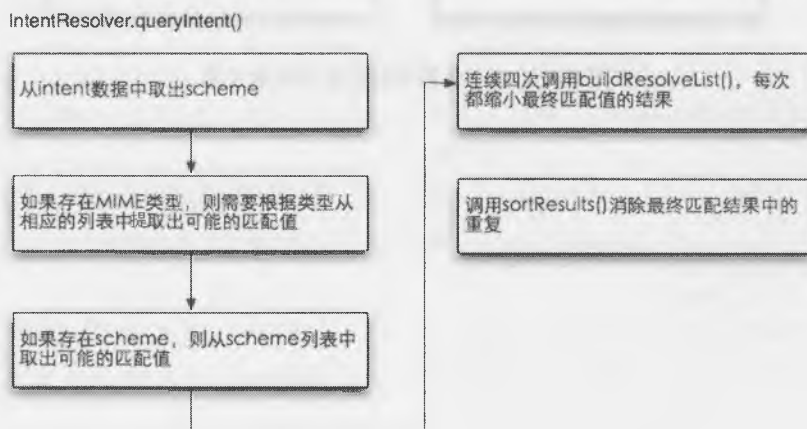 IntentResolver.queryIntent()
从intent数据中取出scheme
如果存在MIME类型，则需要根据类型从
相应的列表中提取出可能的匹配值
如果存在scheme，则从scheme列表中
取出可能的匹配值
连续四次调用buildResolveList()，每次
都缩小最终匹配值的结果
调用sortResults()消除最终匹配结果中的
重复